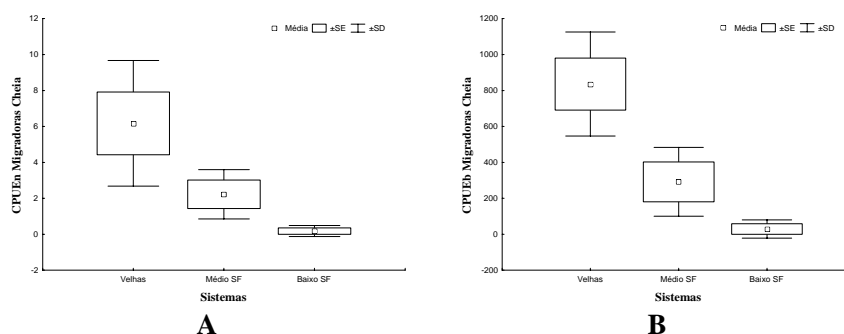 Média ±SE ±SD
CPUEn Migradoras Cheia
12
10
8
6
4
2
0
-2
Velhas Médio SF Baixo SF
Sistemas
A
Média ±SE ±SD
CPUEb Migradoras Cheia
1200
1000
800
600
400
200
0
-200
Velhas Médio SF Baixo SF
Sistemas
B